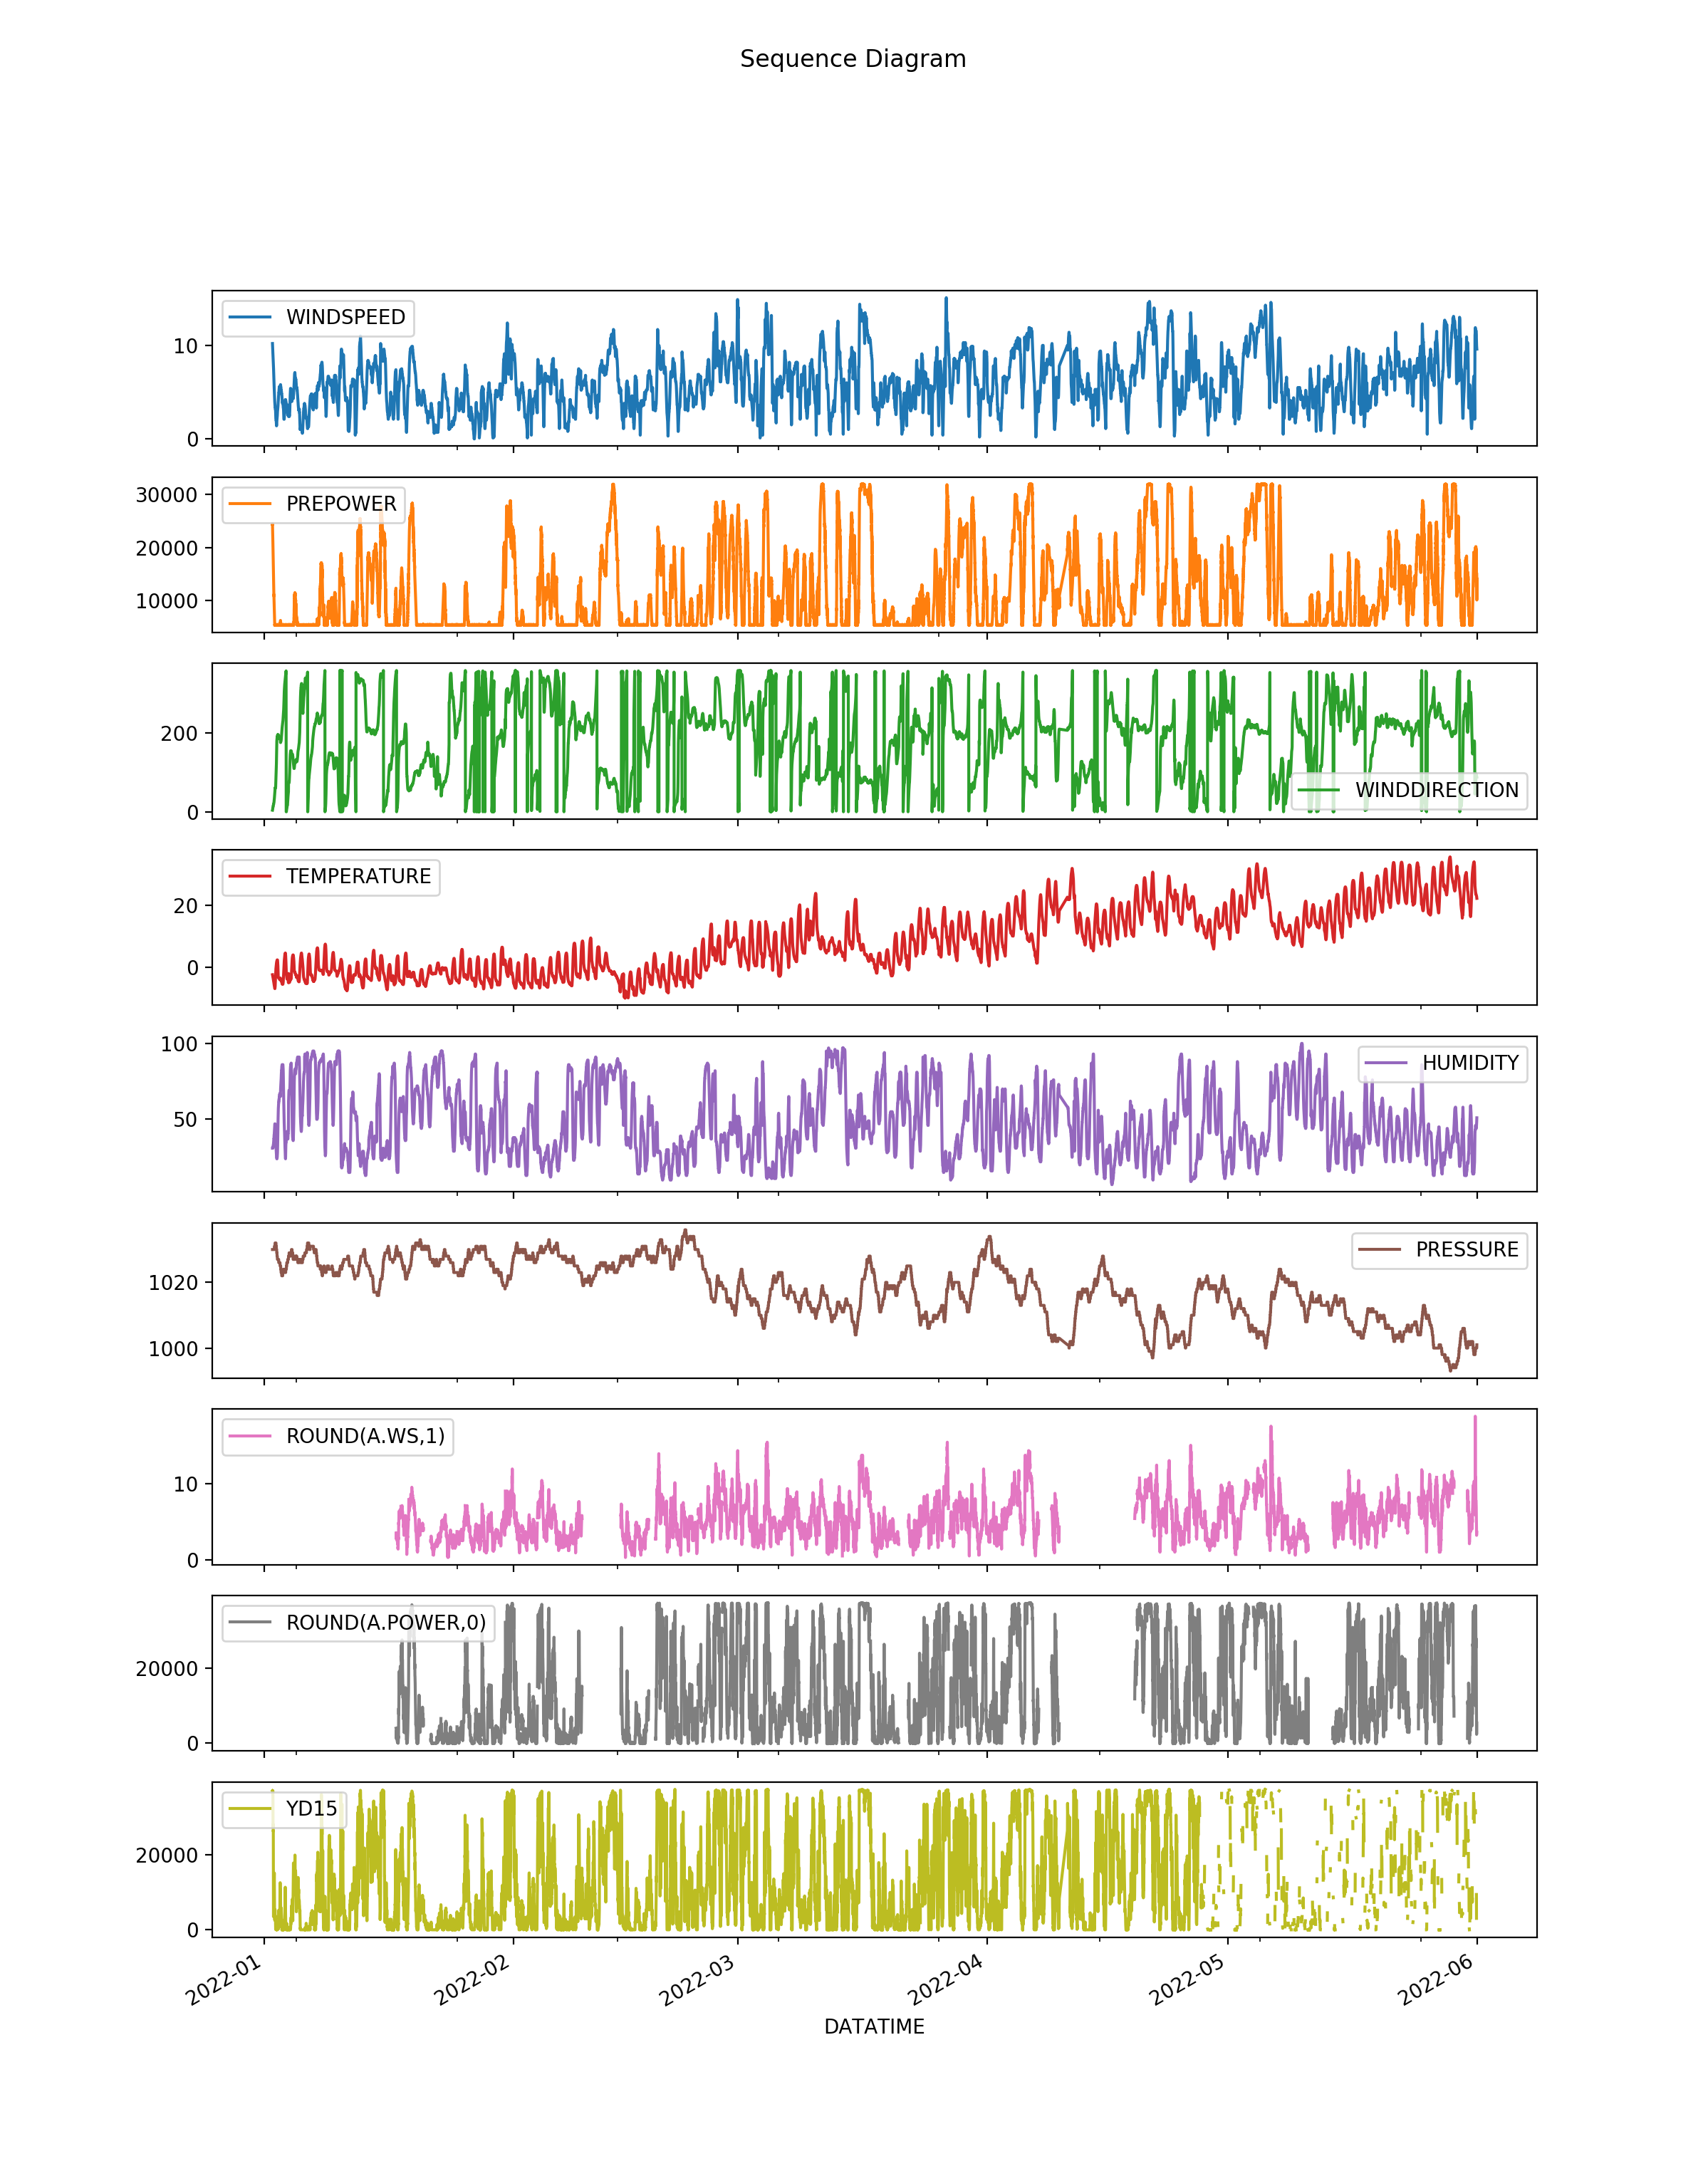 Sequence Diagram
WINDSPEED
10
0
PREPOWER
30000
20000
10000
WINDDIRECTION
200
0
TEMPERATURE
20
0
HUMIDITY
100
50
PRESSURE
1020
1000
ROUND(A.WS,1)
10
0
ROUND(A.POWER,0)
20000
0
YD15
20000
0
2022-01
2022-02
2022-03
2022-04
2022-05
2022-06
DATATIME